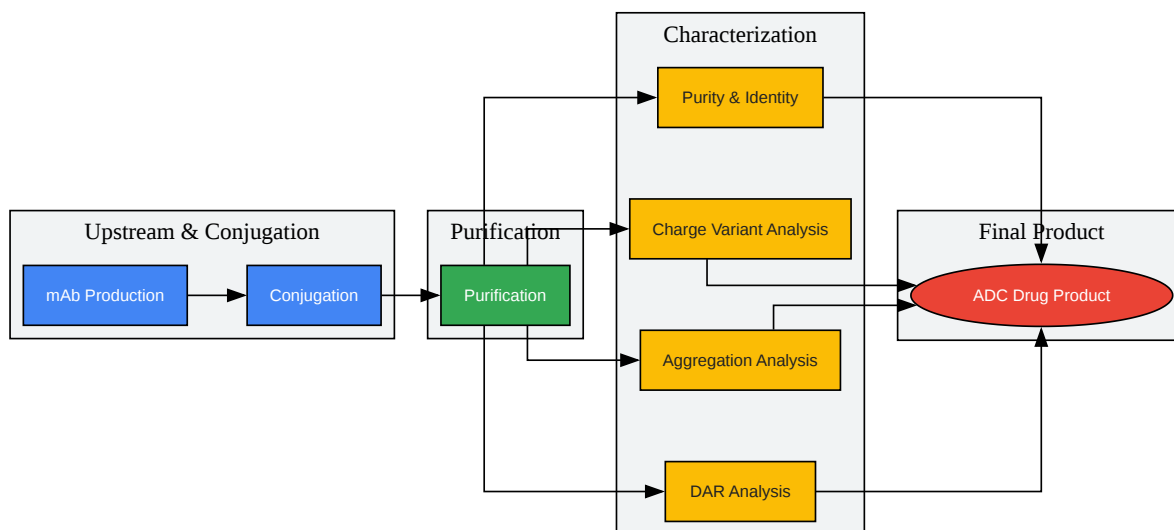 Upstream & Conjugation
mAb Production
Conjugation
Purification
Purification
Characterization
Purity & Identity
Charge Variant Analysis
Aggregation Analysis
DAR Analysis
Final Product
ADC Drug Product